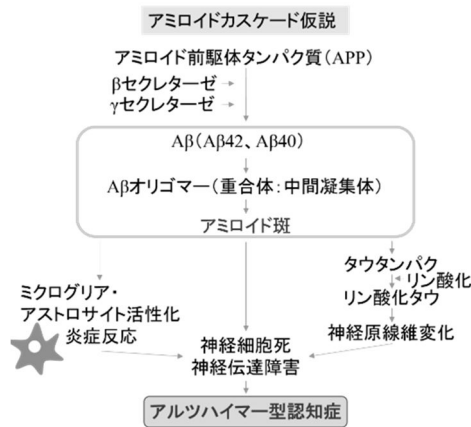 アミロイドカスケード仮説
アミロイド前駆体タンパク質（APP）
βセクレターゼ
γセクレターゼ
Aβ（Aβ42、Aβ40）
Aβオリゴマー（重合体：中間凝集体）
アミロイド斑
ミクログリア・
アストロサイト活性化
炎症反応
神経細胞死
神経伝達障害
タウタンパク
リン酸化
リン酸化タウ
神経原線維変化
アルツハイマー型認知症